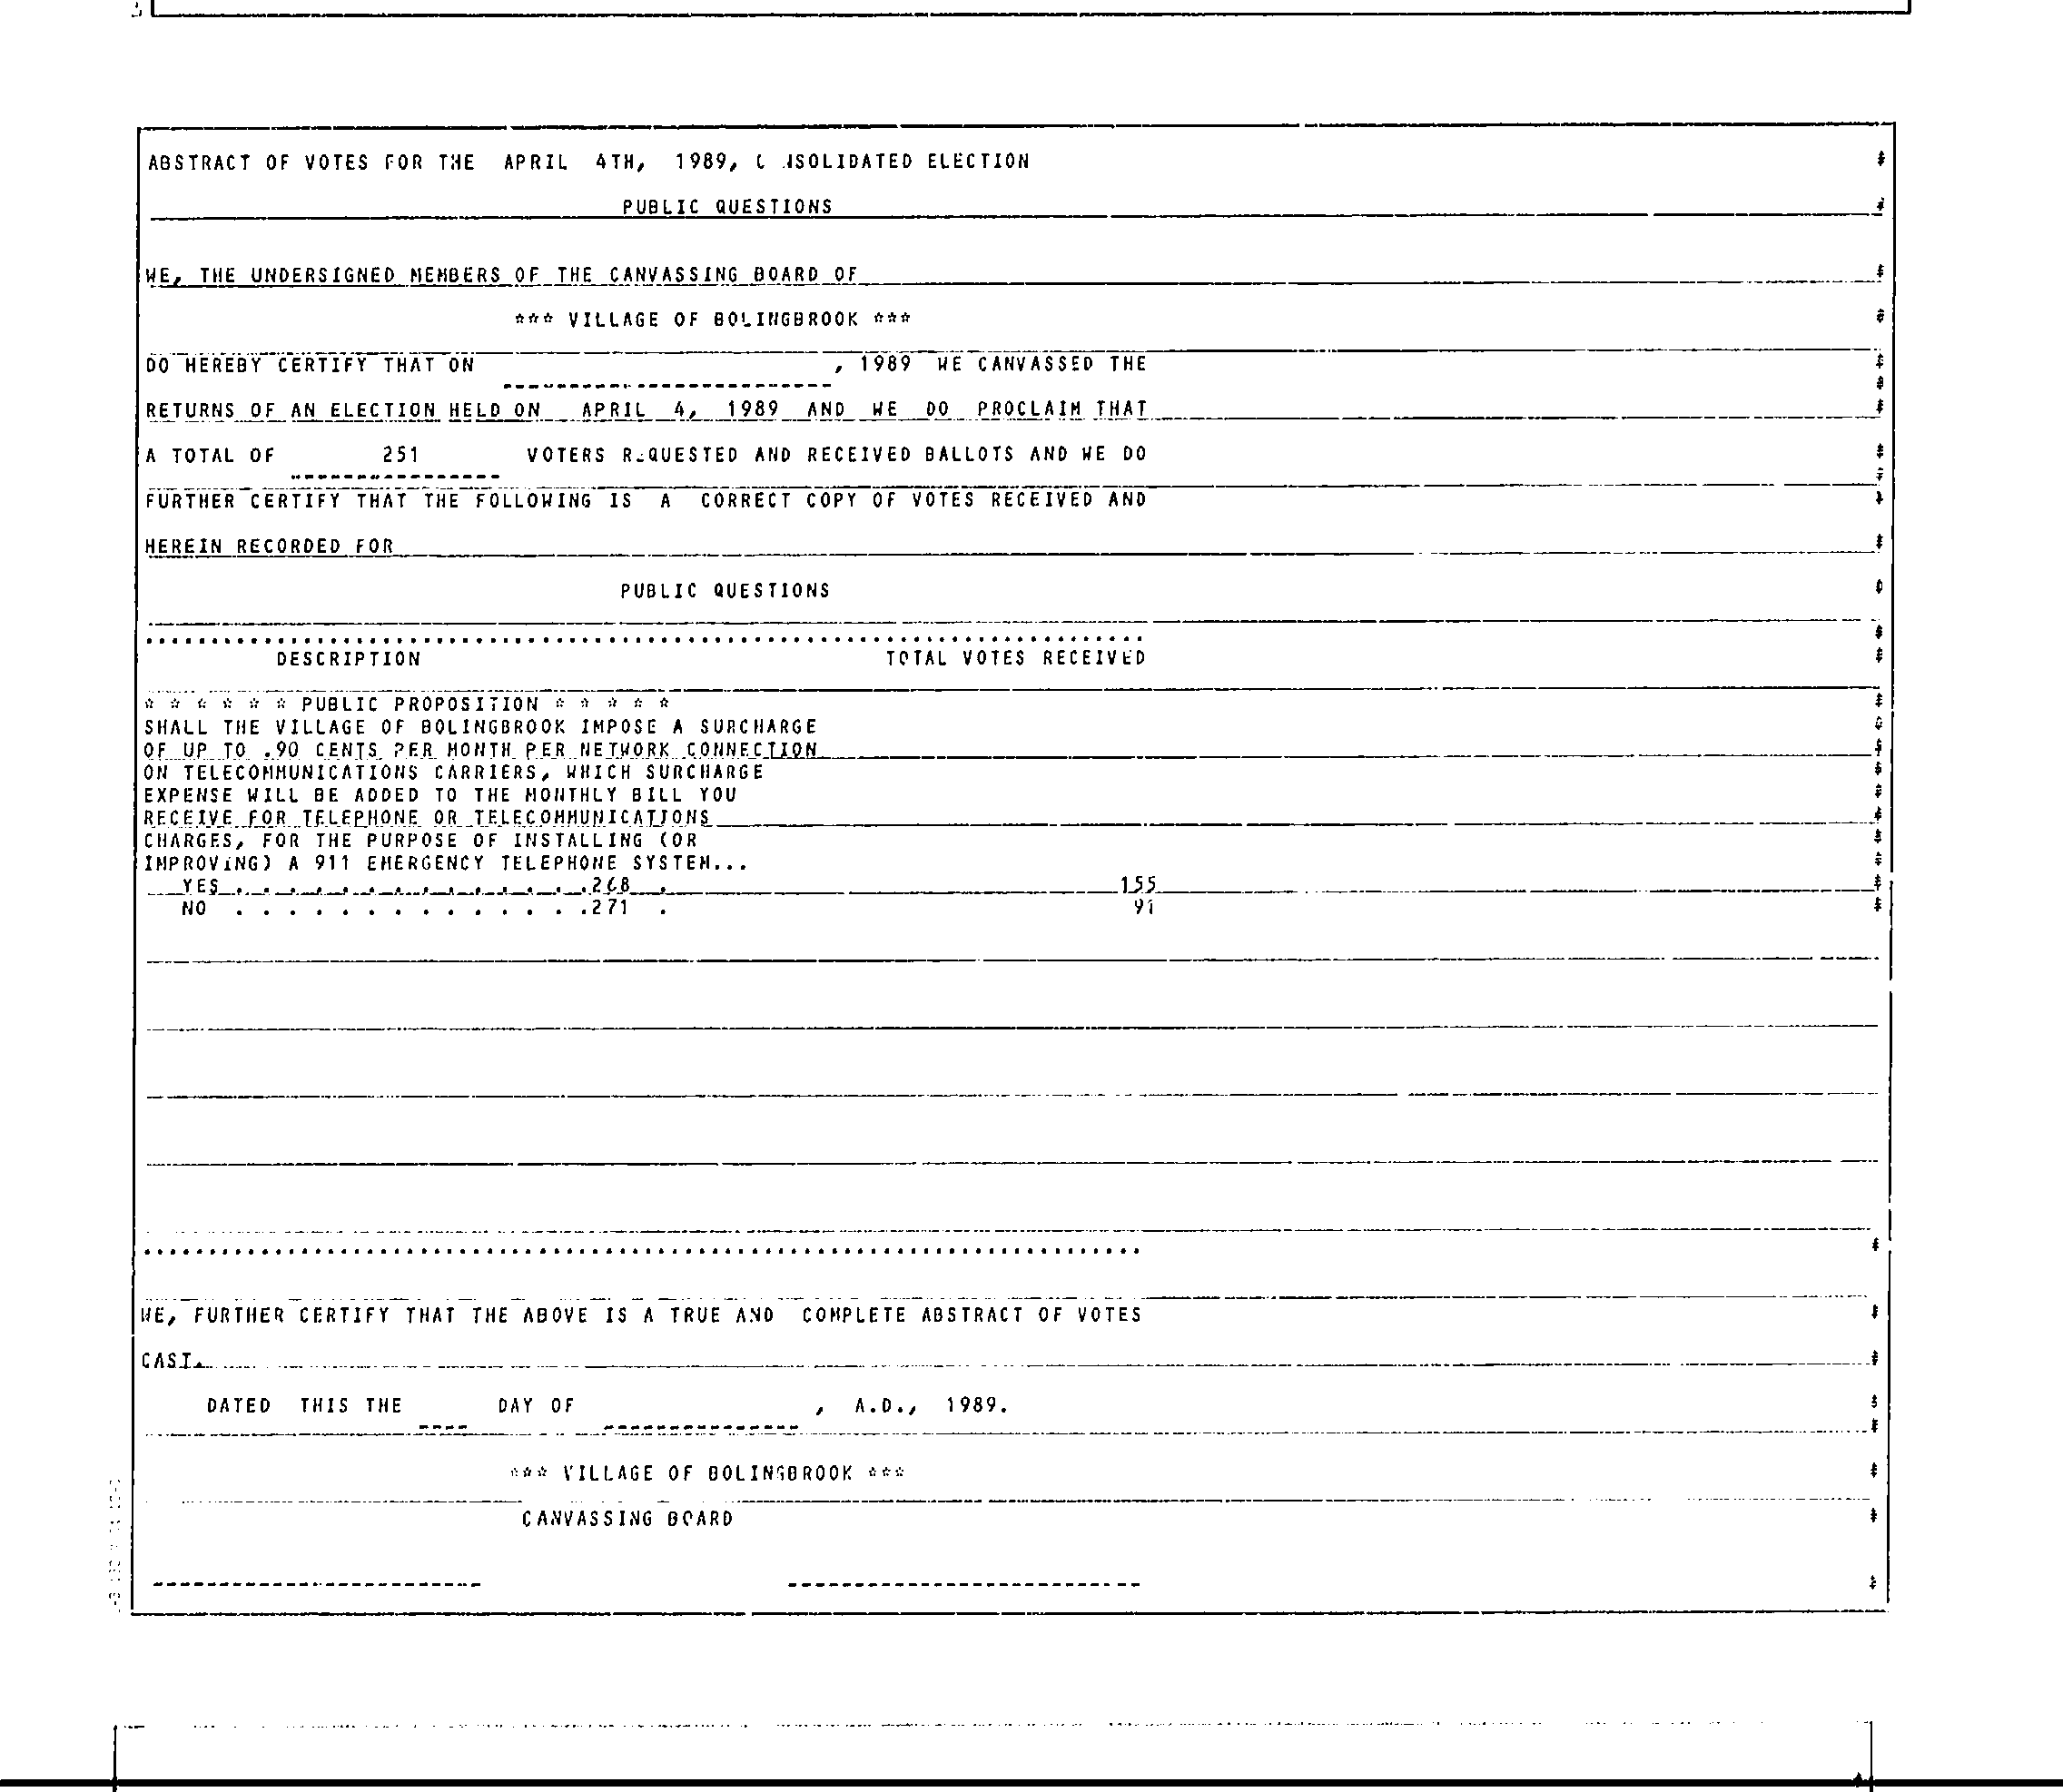 ABSTRACT OF VOTES FOR THE APRIL 4TH, 1989, C NSOLIDATED ELECTION
PUBLIC QUESTIONS
WE, THE UNDERSIGNED MEMBERS OF THE CANVASSING BOARD OF
*** VILLAGE OF BOLINGBROOK ***
DO HEREBY CERTIFY THAT ON , 1989 WE CANVASSED THE
RETURNS OF AN ELECTION HELD ON APRIL 4, 1989 AND WE DO PROCLAIM THAT
A TOTAL OF 251 VOTERS REQUESTED AND RECEIVED BALLOTS AND WE DO
FURTHER CERTIFY THAT THE FOLLOWING IS A CORRECT COPY OF VOTES RECEIVED AND
HEREIN RECORDED FOR
PUBLIC QUESTIONS
DESCRIPTION TOTAL VOTES RECEIVED
* * * * * * PUBLIC PROPOSITION * * * * *
SHALL THE VILLAGE OF BOLINGBROOK IMPOSE A SURCHARGE
OF UP TO .90 CENTS PER MONTH PER NETWORK CONNECTION
ON TELECOMMUNICATIONS CARRIERS, WHICH SURCHARGE
EXPENSE WILL BE ADDED TO THE MONTHLY BILL YOU
RECEIVE FOR TELEPHONE OR TELECOMMUNICATIONS
CHARGES, FOR THE PURPOSE OF INSTALLING (OR
IMPROVING) A 911 EMERGENCY TELEPHONE SYSTEM...
YES . . . . . . . . . . . . . .268 . 155
NO . . . . . . . . . . . . . .271 . 91
WE, FURTHER CERTIFY THAT THE ABOVE IS A TRUE AND COMPLETE ABSTRACT OF VOTES
CAST.
DATED THIS THE ____ DAY OF , A.D., 1989.
*** VILLAGE OF BOLINGBROOK ***
CANVASSING BOARD